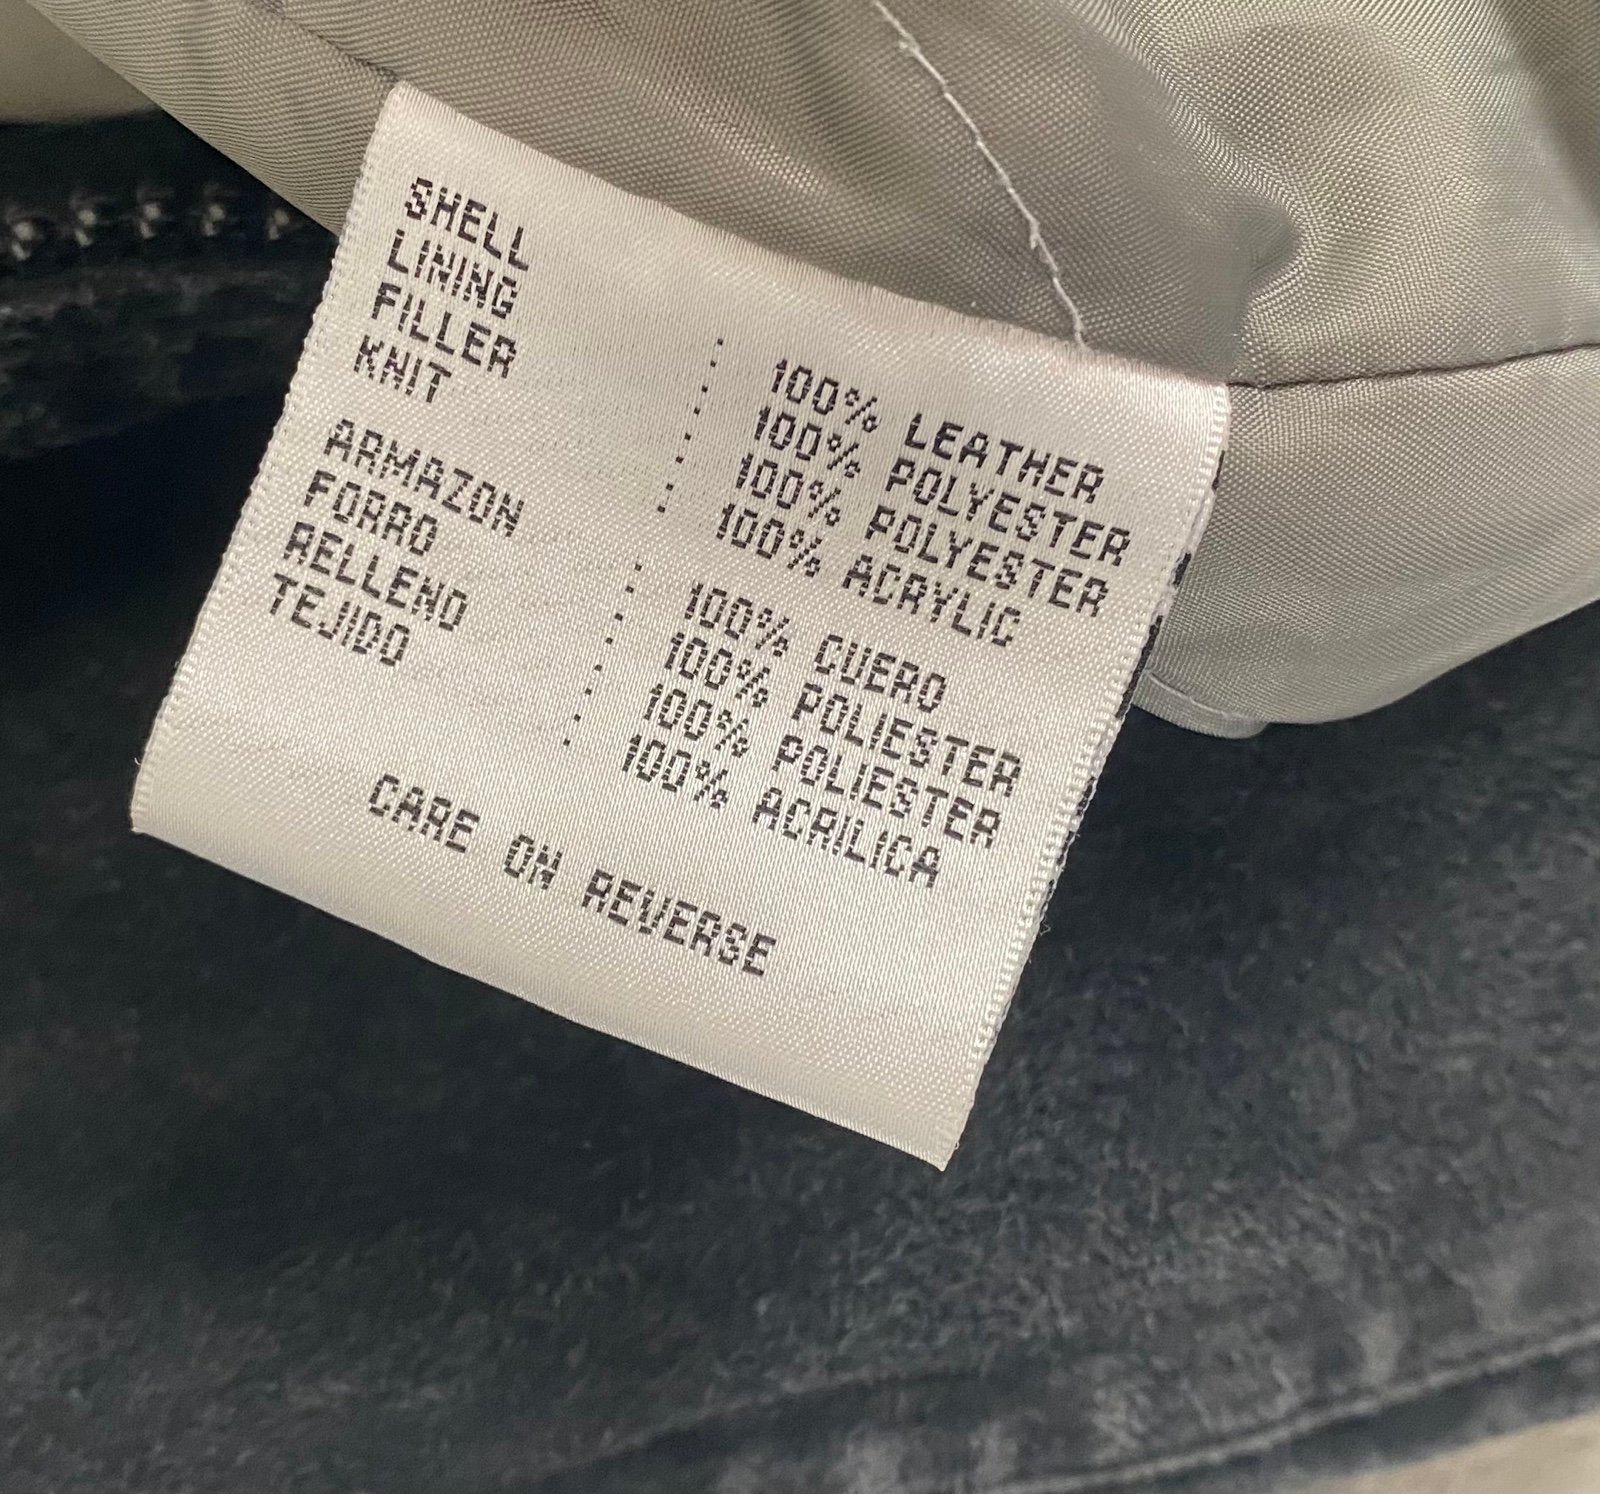 SHELL : 100% LEATHER
LINING : 100% POLYESTER
FILLER : 100% POLYESTER
KNIT : 100% ACRYLIC
ARMAZON : 100% CUERO
FORRO : 100% POLIESTER
RELLENO : 100% POLIESTER
TEJIDO : 100% ACRILICA
CARE ON REVERSE